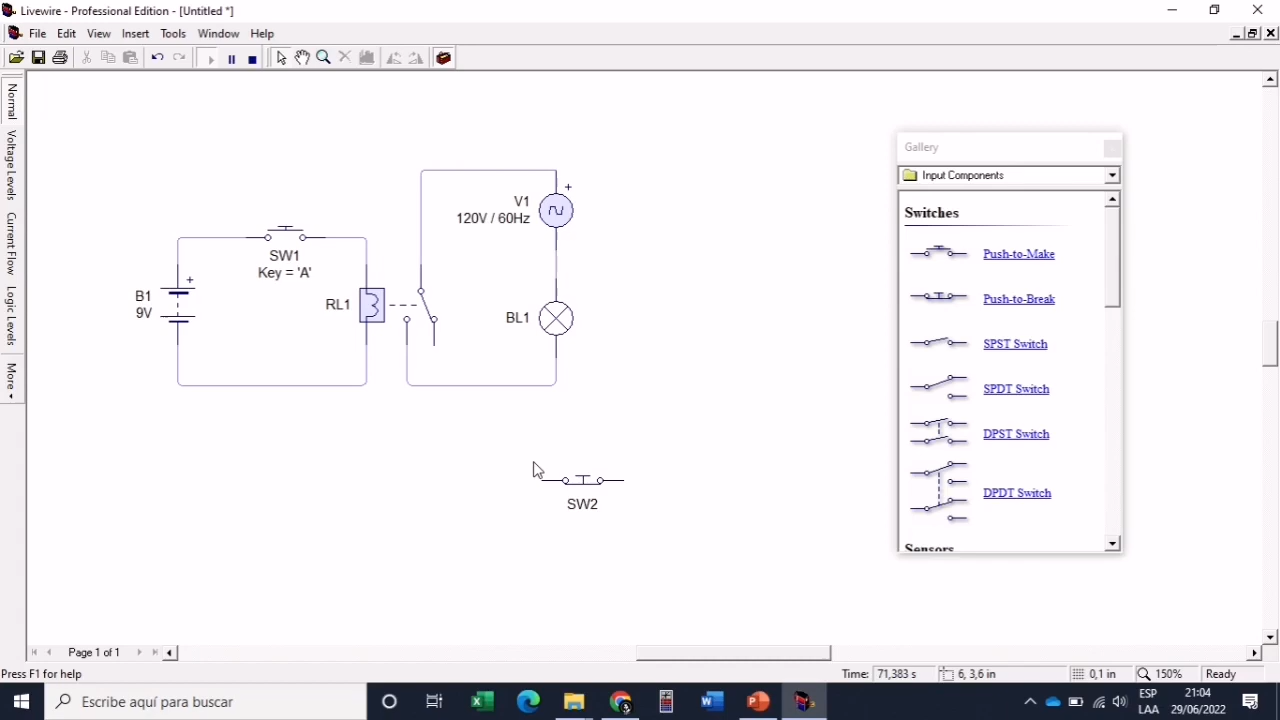 Livewire - Professional Edition - [Untitled *]
File Edit View Insert Tools Window Help
Normal
Voltage Levels
Current Flow
Logic Levels
More
V1
120V / 60Hz
SW1
Key = 'A'
B1
9V
RL1
BL1
SW2
Gallery
Input Components
Switches
Push-to-Make
Push-to-Break
SPST Switch
SPDT Switch
DPST Switch
DPDT Switch
Sensors
Page 1 of 1
Press F1 for help
Time: 71,383 s
6, 3,6 in
0,1 in
150%
Ready
Escribe aquí para buscar
ESP
LAA
21:04
29/06/2022